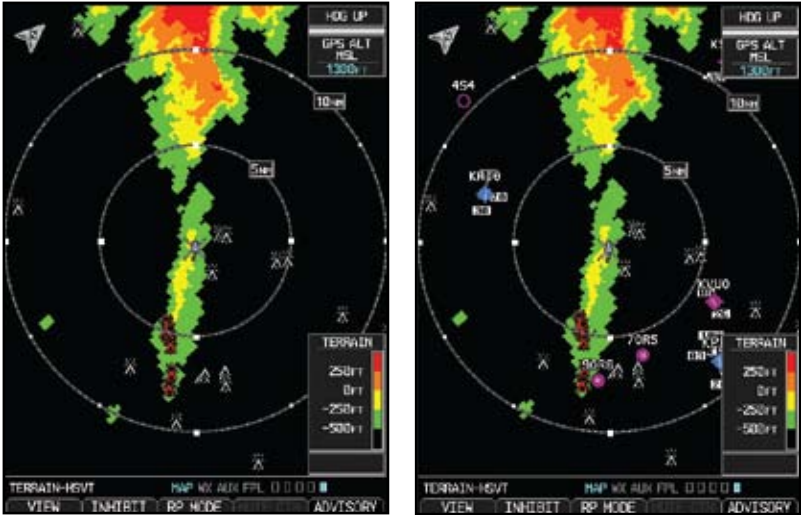 HDG UP
GPS ALT
MSL
1300FT
10NM
5NM
TERRAIN
250FT
0FT
-250FT
-500FT
TERRAIN-HSVT
MAP WX AUX FPL
VIEW INHIBIT RP MODE ADVISORY
HDG UP
GPS ALT
MSL
1300FT
4S4
10NM
5NM
KVUO
7OR5
TERRAIN
250FT
0FT
-250FT
-500FT
TERRAIN-HSVT
MAP WX AUX FPL
VIEW INHIBIT RP MODE ADVISORY